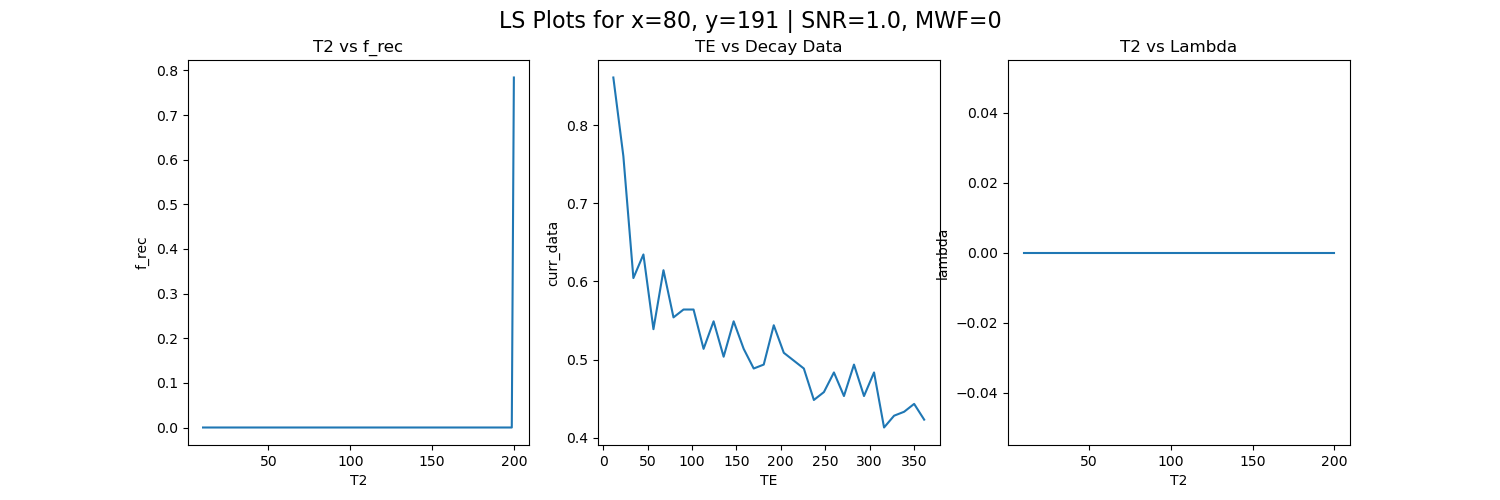 LS Plots for x=80, y=191 | SNR=1.0, MWF=0
T2 vs f_rec
0.8
0.7
0.6
0.5
0.4
0.3
0.2
0.1
0.0
f_rec
50 100 150 200
T2
TE vs Decay Data
0.8
0.7
0.6
0.5
0.4
curr_data
0 50 100 150 200 250 300 350
TE
T2 vs Lambda
0.04
0.02
0.00
−0.02
−0.04
lambda
50 100 150 200
T2